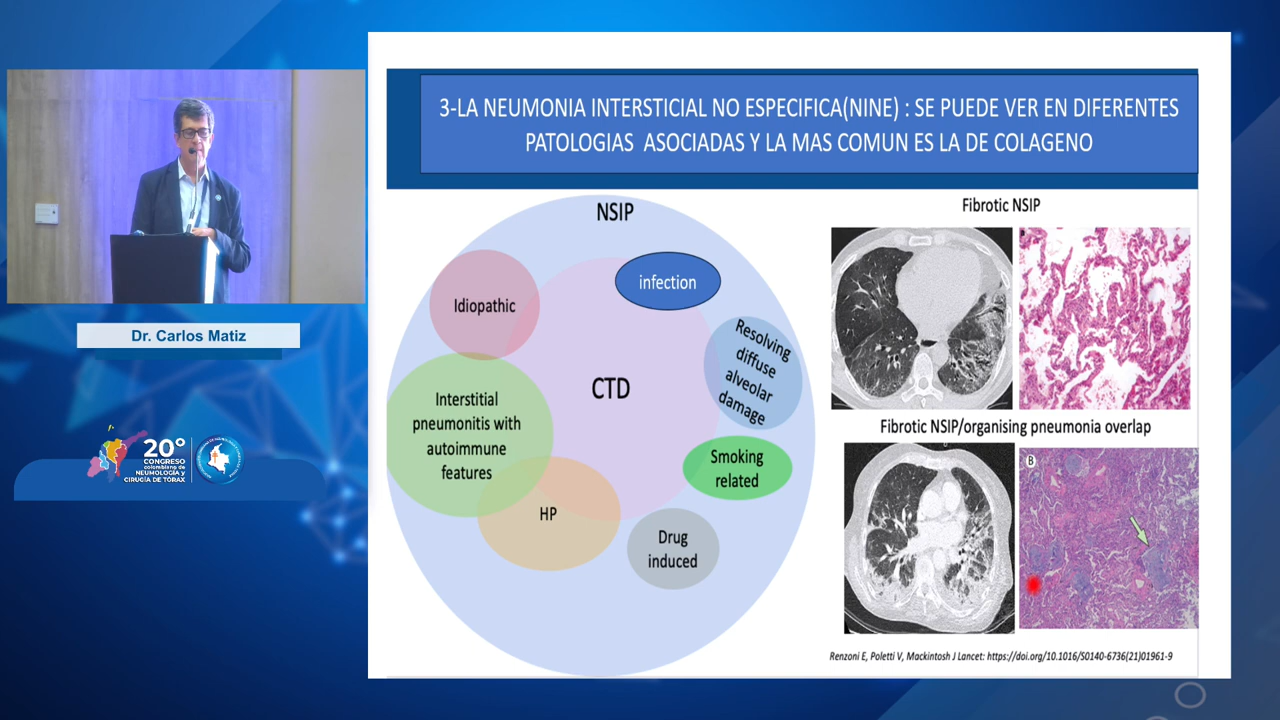 3-LA NEUMONIA INTERSTICIAL NO ESPECIFICA(NINE) : SE PUEDE VER EN DIFERENTES
PATOLOGIAS ASOCIADAS Y LA MAS COMUN ES LA DE COLAGENO
NSIP
infection
Idiopathic
Resolving
diffuse
alveolar
damage
CTD
Interstitial
pneumonitis with
autoimmune
features
Smoking
related
HP
Drug
induced
Fibrotic NSIP
Fibrotic NSIP/organising pneumonia overlap
B
Renzoni E, Poletti V, Mackintosh J Lancet: https://doi.org/10.1016/S0140-6736(21)01961-9
Dr. Carlos Matiz
20°
CONGRESO
colombiano de
NEUMOLOGÍA y
CIRUGÍA DE TÓRAX